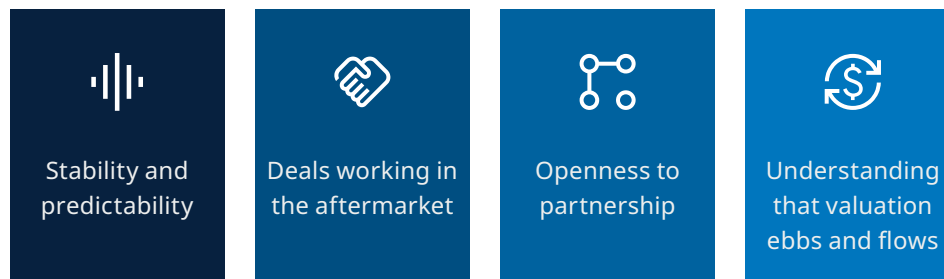 Stability and
predictability
Deals working in
the aftermarket
Openness to
partnership
Understanding
that valuation
ebbs and flows